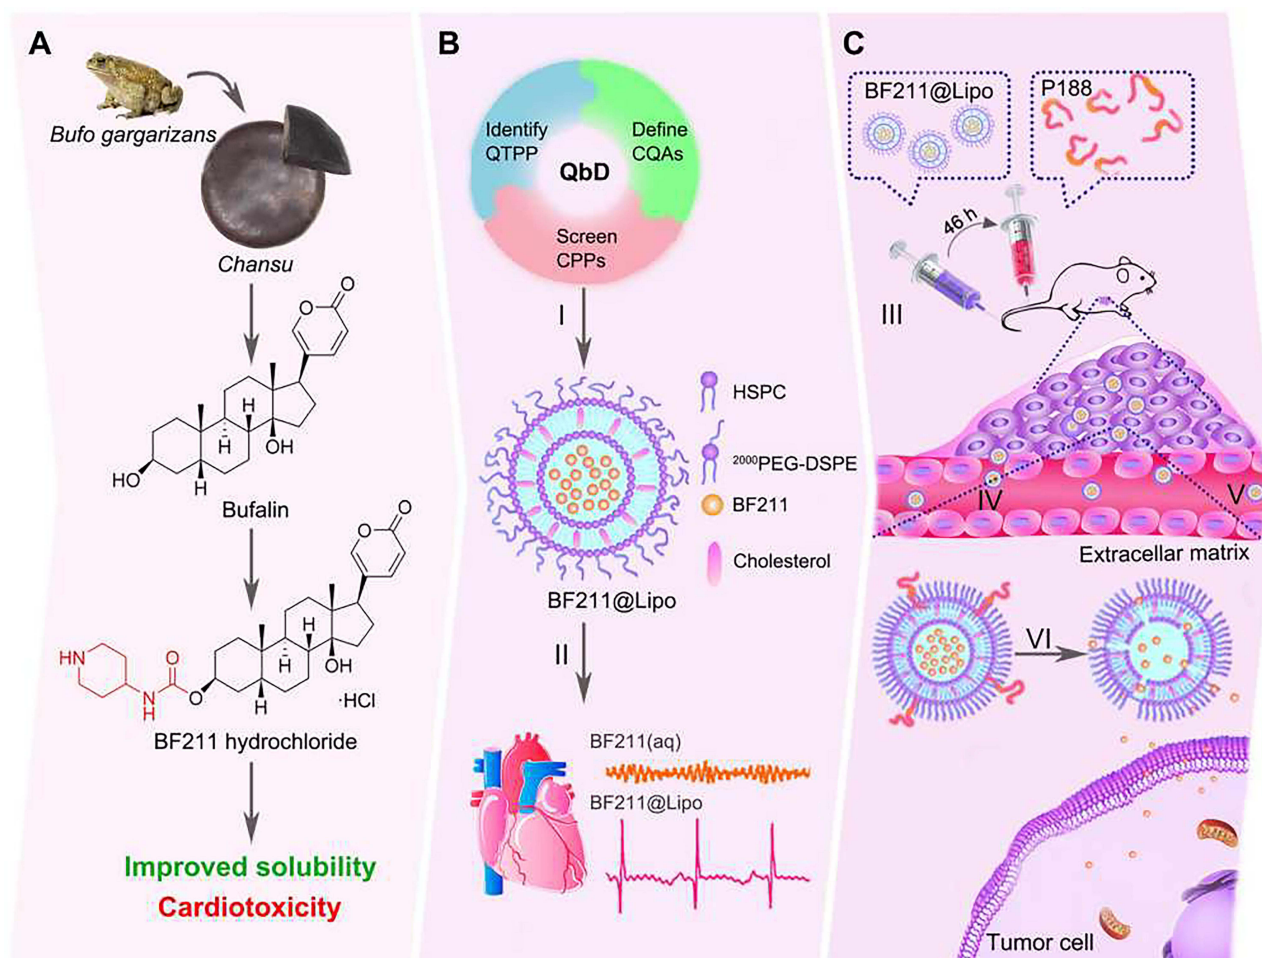 A
Bufo gargarizans
Chansu
O
O
H
H
OH
HO
H
Bufalin
O
O
H
H
OH
HN
O
N
H
O
H
·HCl
BF211 hydrochloride
Improved solubility
Cardiotoxicity
B
Identify
QTPP
Define
CQAs
QbD
Screen
CPPs
I
HSPC
2000PEG-DSPE
BF211
Cholesterol
BF211@Lipo
II
BF211(aq)
BF211@Lipo
C
BF211@Lipo
P188
46 h
III
IV
V
Extracellar matrix
VI
Tumor cell